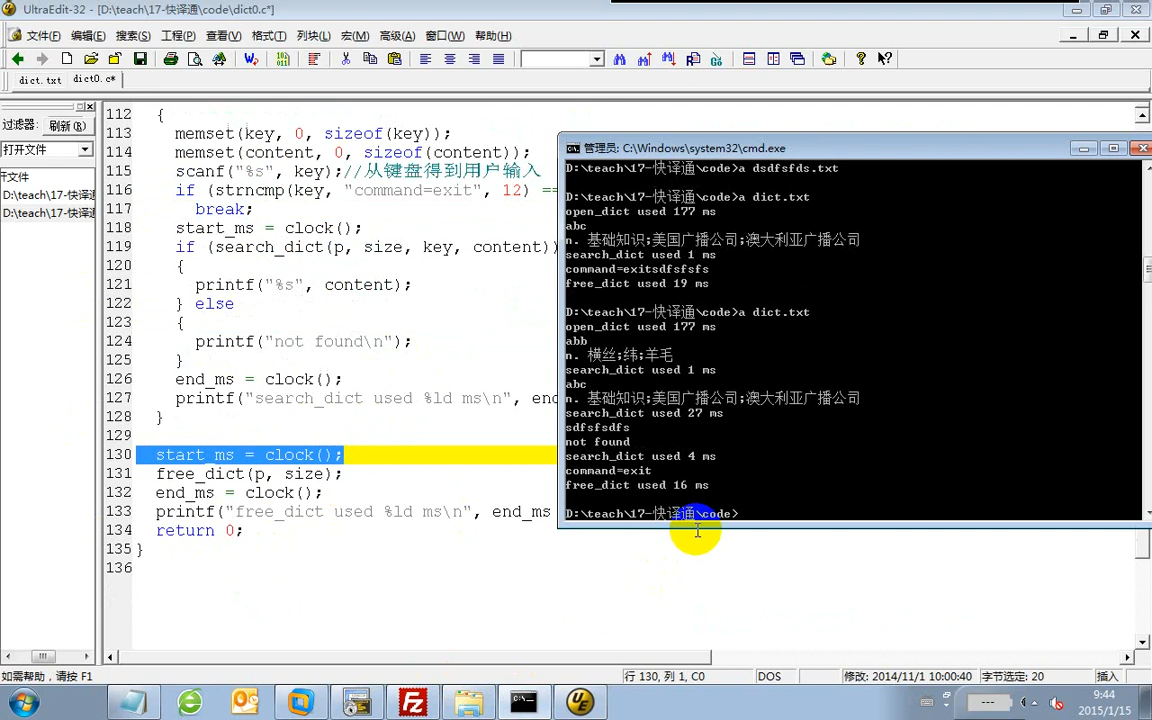 UltraEdit-32 - [D:\teach\17-快译通\code\dict0.c*]
文件(F) 编辑(E) 搜索(S) 工程(P) 查看(V) 格式(T) 列块(L) 宏(M) 高级(A) 窗口(W) 帮助(H)
dict.txt dict0.c*
过滤器: 刷新(R)
打开文件
开文件
D:\teach\17-快译通
D:\teach\17-快译通
112 {
113 memset(key, 0, sizeof(key));
114 memset(content, 0, sizeof(content));
115 scanf("%s", key);//从键盘得到用户输入
116 if (strncmp(key, "command=exit", 12) ==
117 break;
118 start_ms = clock();
119 if (search_dict(p, size, key, content))
120 {
121 printf("%s", content);
122 } else
123 {
124 printf("not found\n");
125 }
126 end_ms = clock();
127 printf("search_dict used %ld ms\n", end
128 }
129
130 start_ms = clock();
131 free_dict(p, size);
132 end_ms = clock();
133 printf("free_dict used %ld ms\n", end_ms
134 return 0;
135 }
136
管理员: C:\Windows\system32\cmd.exe
D:\teach\17-快译通\code>a dsdfsfds.txt
D:\teach\17-快译通\code>a dict.txt
open_dict used 177 ms
abc
n. 基础知识;美国广播公司;澳大利亚广播公司
search_dict used 1 ms
command=exitsdfsfsfs
free_dict used 19 ms
D:\teach\17-快译通\code>a dict.txt
open_dict used 177 ms
abb
n. 横丝;纬;羊毛
search_dict used 1 ms
abc
n. 基础知识;美国广播公司;澳大利亚广播公司
search_dict used 27 ms
sdfsfsdfs
not found
search_dict used 4 ms
command=exit
free_dict used 16 ms
D:\teach\17-快译通\code>
如需帮助, 请按 F1 行 130, 列 1, C0 DOS 修改: 2014/11/1 10:00:40 字节选定: 20 插入
9:44
2015/1/15